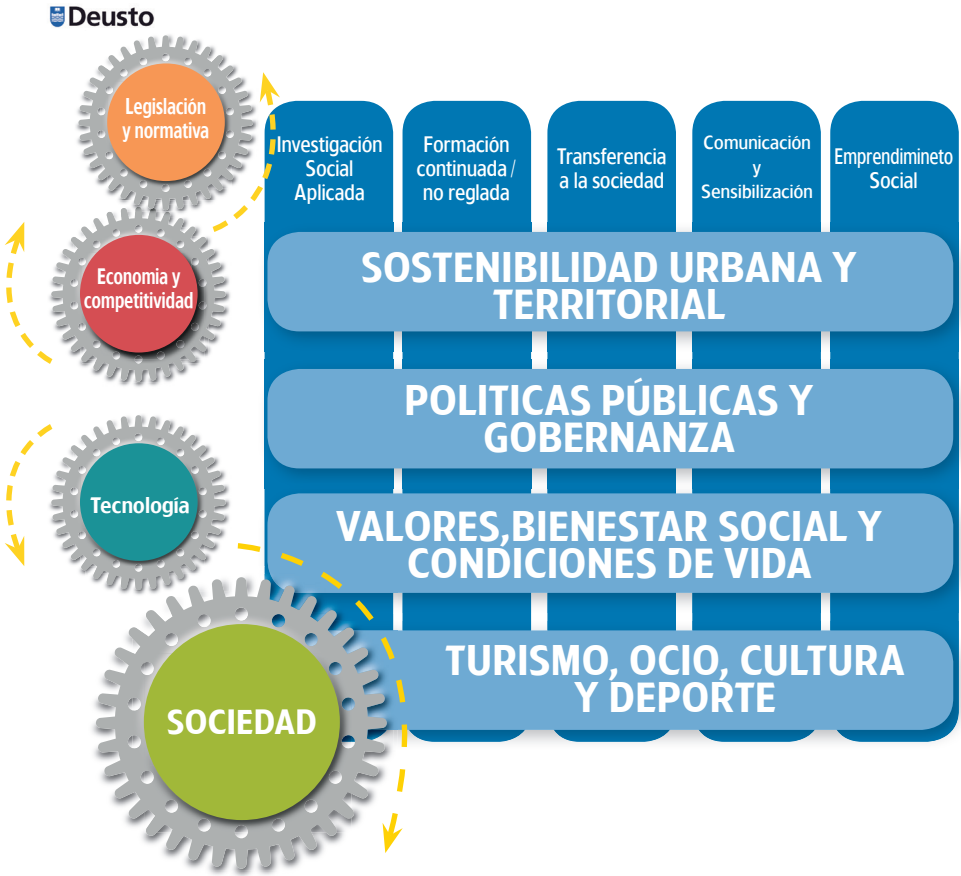 Deusto
Legislación
y normativa
Investigación
Social
Aplicada
Formación
continuada /
no reglada
Transferencia
a la sociedad
Comunicación
y
Sensibilización
Emprendimineto
Social
Economia y
competitividad
SOSTENIBILIDAD URBANA Y
TERRITORIAL
POLITICAS PÚBLICAS Y
GOBERNANZA
Tecnología
VALORES,BIENESTAR SOCIAL Y
CONDICIONES DE VIDA
SOCIEDAD
TURISMO, OCIO, CULTURA
Y DEPORTE